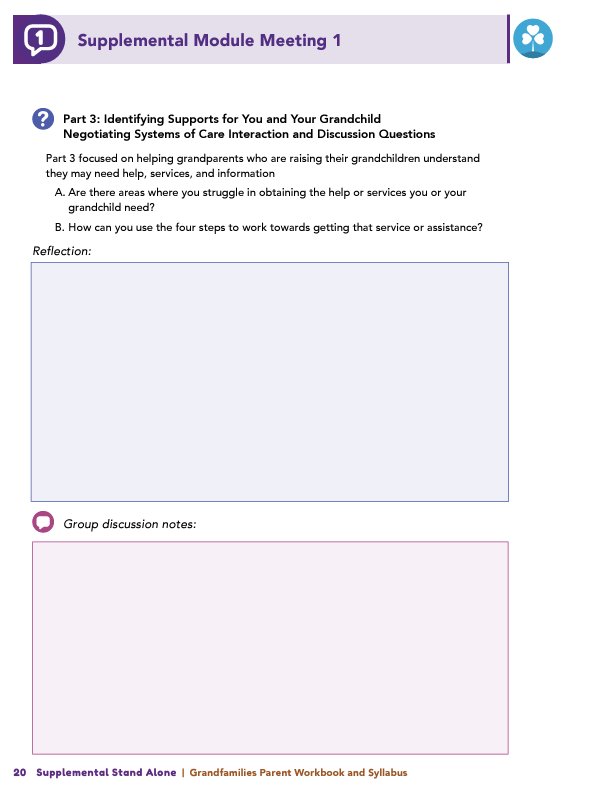 1
Supplemental Module Meeting 1
?
Part 3: Identifying Supports for You and Your Grandchild
Negotiating Systems of Care Interaction and Discussion Questions
Part 3 focused on helping grandparents who are raising their grandchildren understand
they may need help, services, and information
A. Are there areas where you struggle in obtaining the help or services you or your
grandchild need?
B. How can you use the four steps to work towards getting that service or assistance?
Reflection:
Group discussion notes:
20 Supplemental Stand Alone | Grandfamilies Parent Workbook and Syllabus